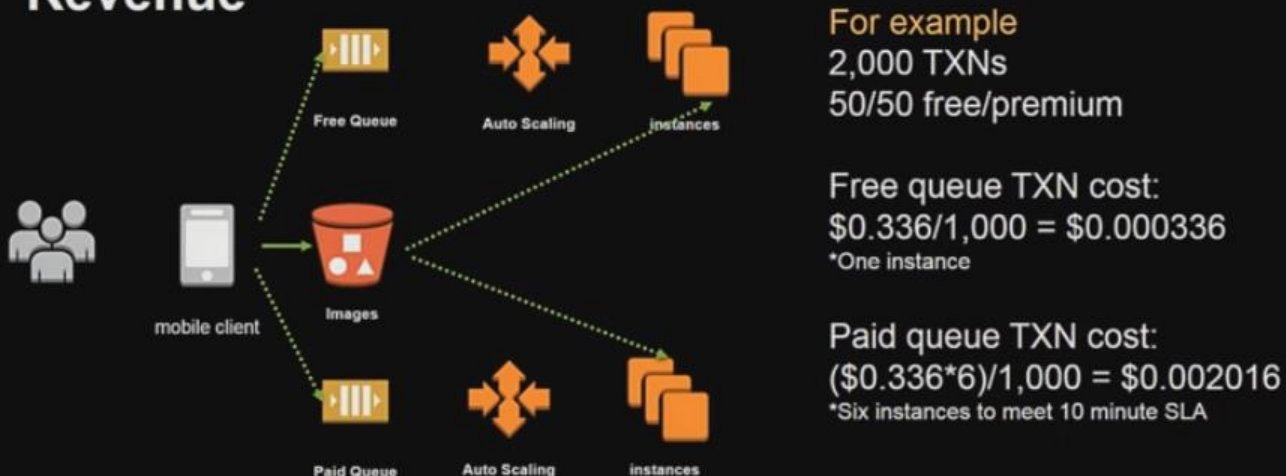 Revenue
Free Queue
Auto Scaling
instances
mobile client
Images
Paid Queue
Auto Scaling
instances
For example
2,000 TXNs
50/50 free/premium
Free queue TXN cost:
$0.336/1,000 = $0.000336
*One instance
Paid queue TXN cost:
($0.336*6)/1,000 = $0.002016
*Six instances to meet 10 minute SLA